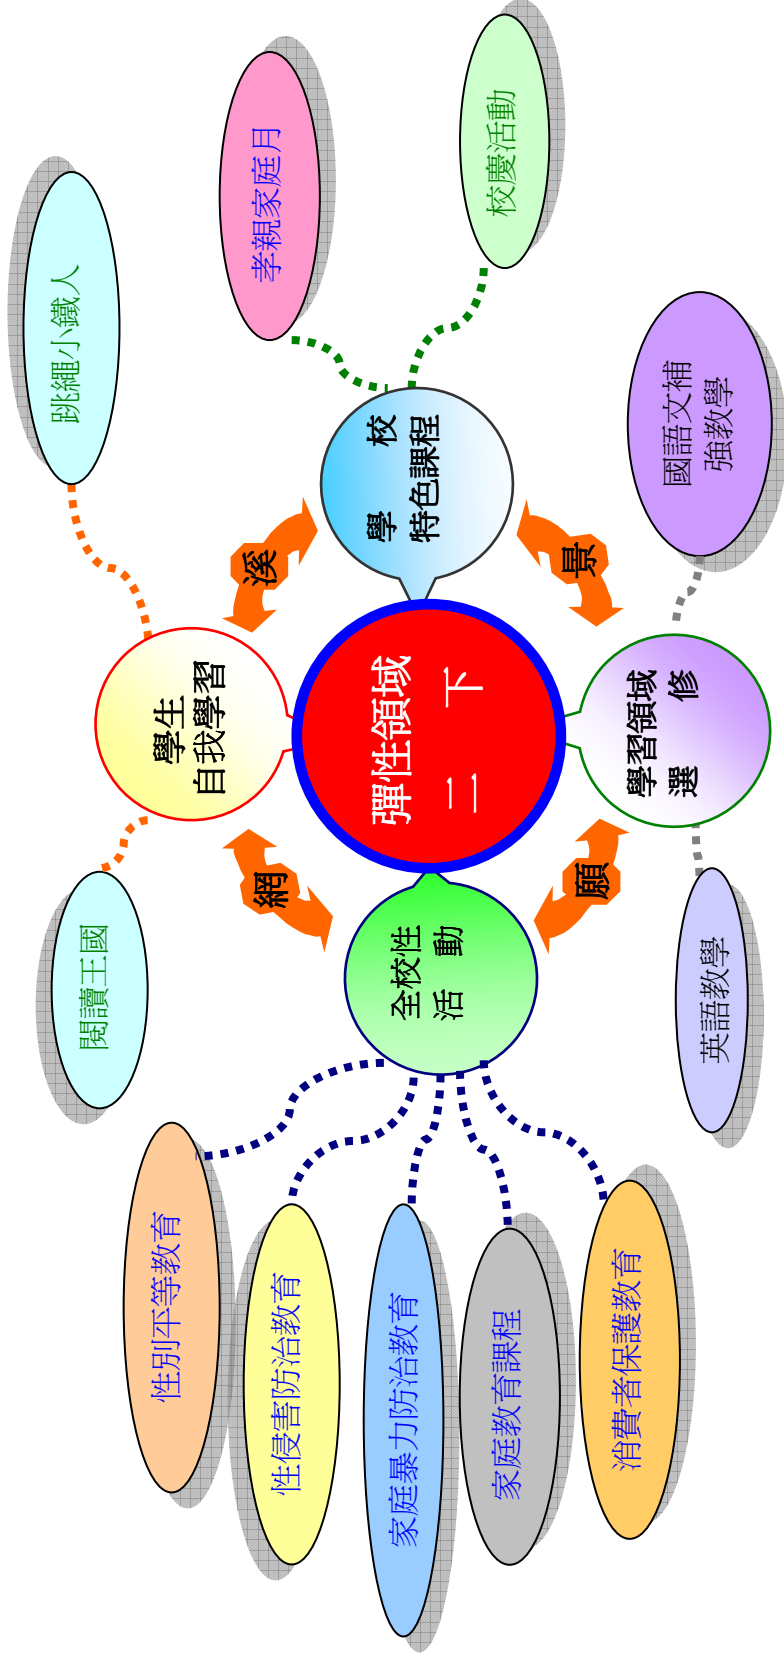 彈性領域
二 下
學生
自我學習
閱讀王國
跳繩小鐵人
學 校
特色課程
孝親家庭月
校慶活動
學習領域
選 修
英語教學
國語文補
強教學
全校性
活 動
性別平等教育
性侵害防治教育
家庭暴力防治教育
家庭教育課程
消費者保護教育
網
溪
願
景